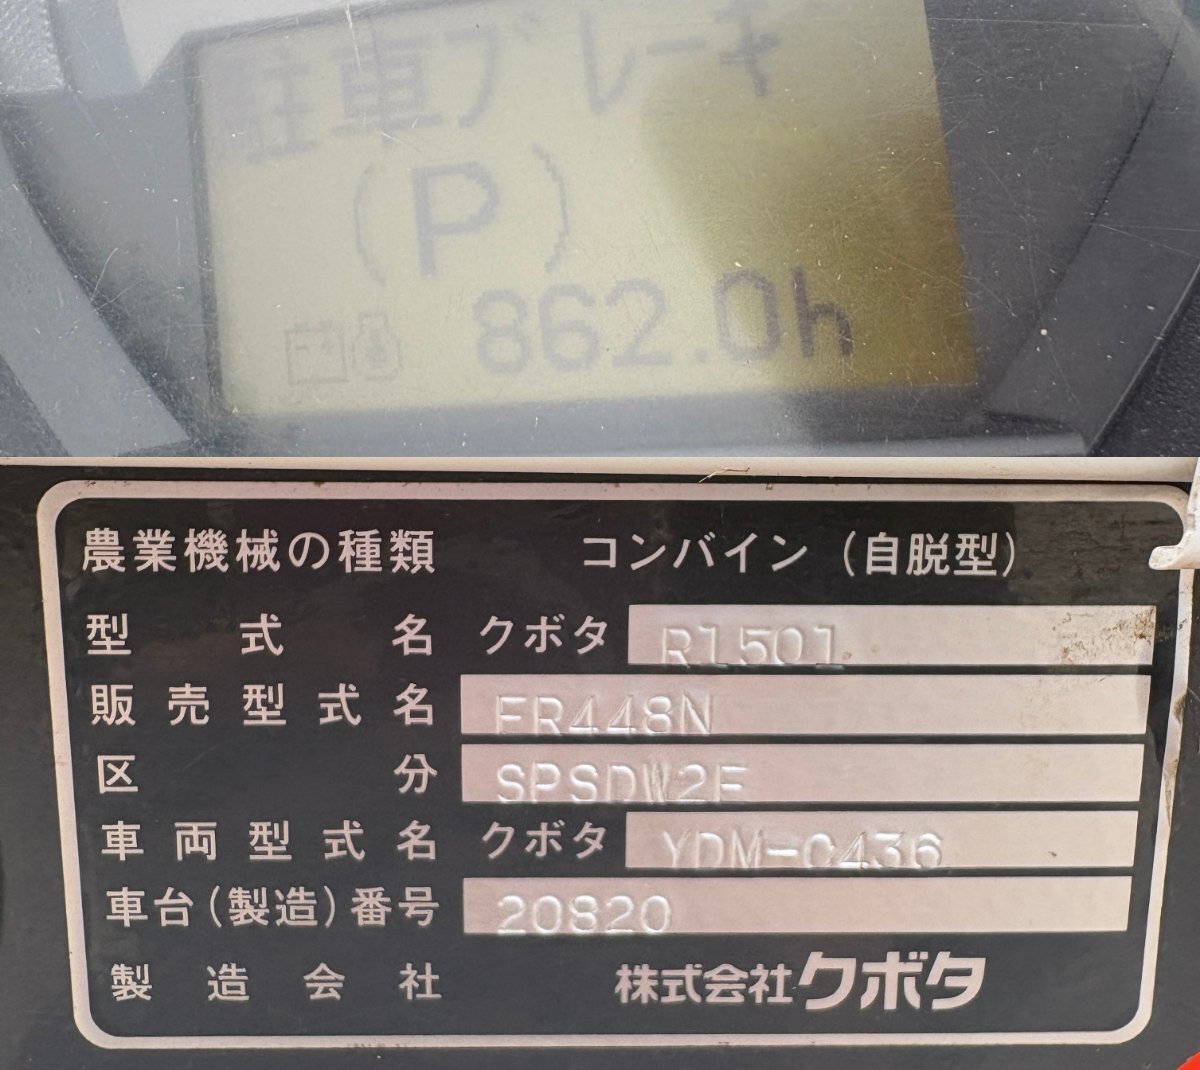 駐車ブレーキ
(P)
862.0h
農業機械の種類 コンバイン(自脱型)
型式名 クボタ R1501
販売型式名 ER448N
区分 SPSDW2F
車両型式名 クボタ YDM-C436
車台(製造)番号 20820
製造会社 株式会社クボタ